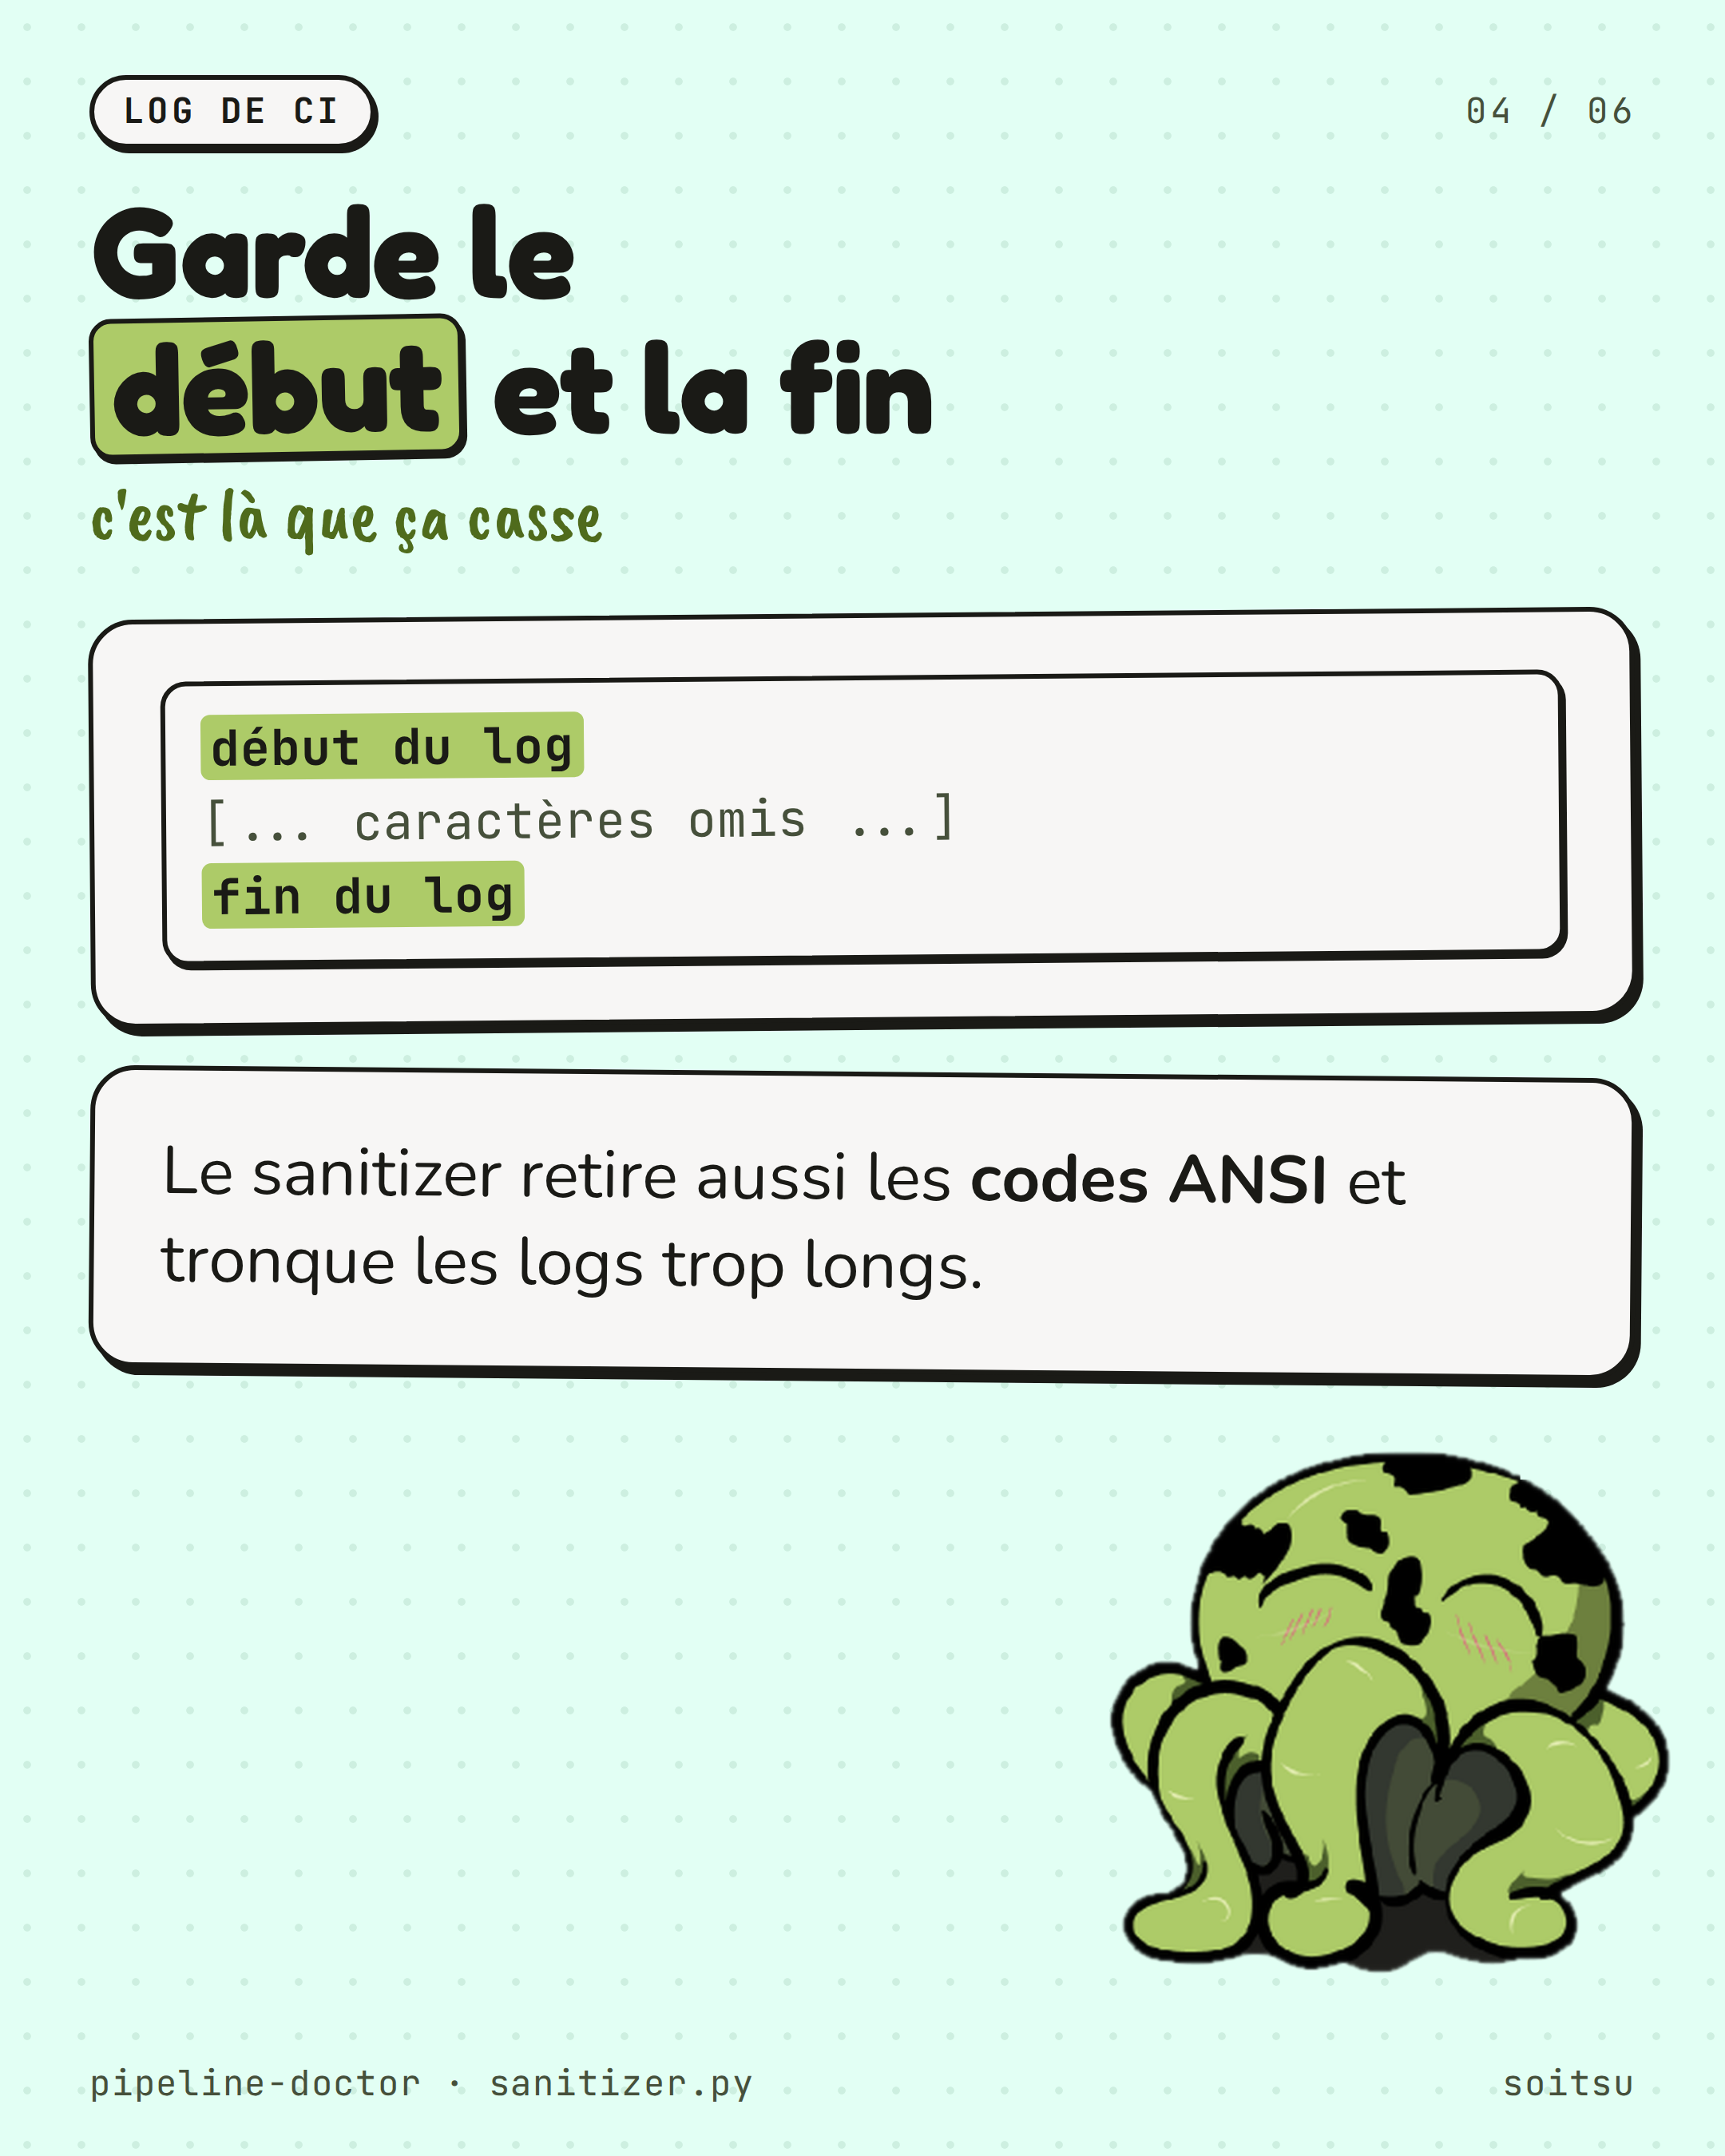 LOG DE CI
04 / 06
Garde le
début et la fin
c'est là que ça casse
début du log
[... caractères omis ...]
fin du log
Le sanitizer retire aussi les codes ANSI et
tronque les logs trop longs.
pipeline-doctor · sanitizer.py
soitsu